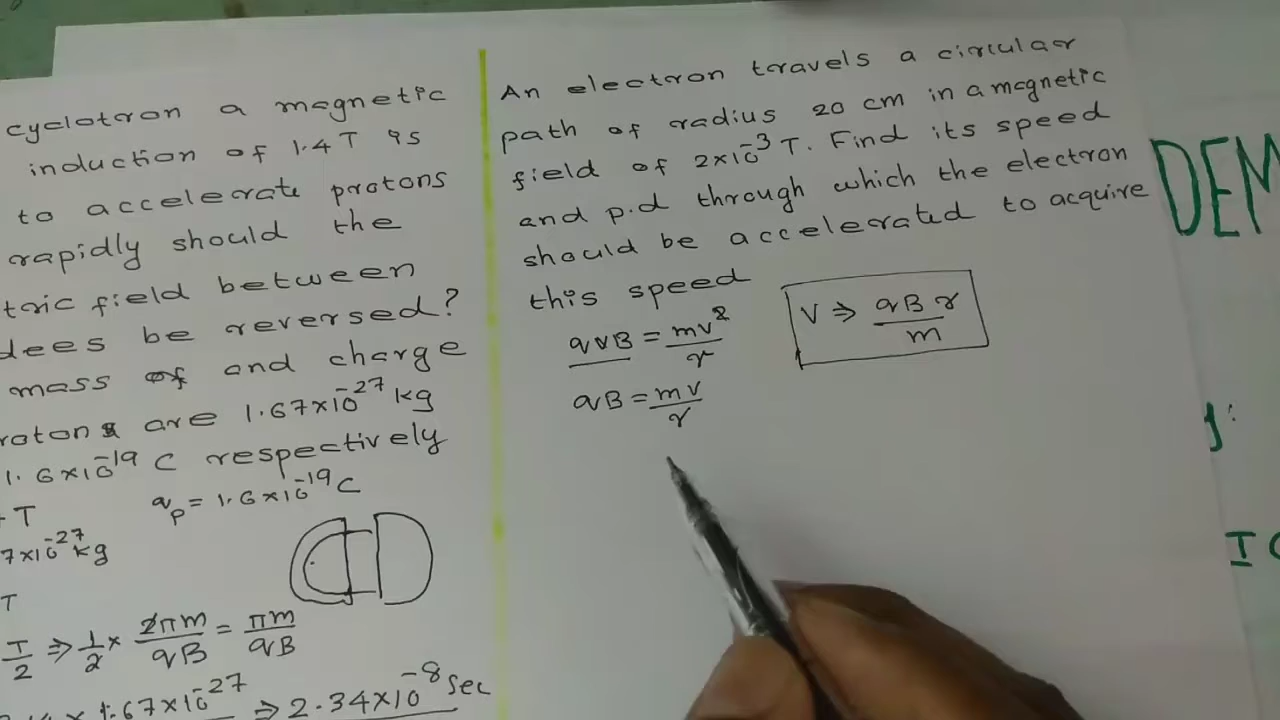 cyclotron a magnetic
induction of 1.4 T is
to accelerate protons
rapidly should the
tric field between
dees be reversed?
mass of and charge
rotons are 1.67×10⁻²⁷ kg
1.6×10⁻¹⁹ C respectively
T q_p = 1.6×10⁻¹⁹ C
7×10⁻²⁷ kg
T
T/2 ⇒ 1/2 × 2πm/qB = πm/qB
1.67×10⁻²⁷ ⇒ 2.34×10⁻⁸ sec
An electron travels a circular
path of radius 20 cm in a magnetic
field of 2×10⁻³ T. Find its speed
and p.d through which the electron
should be accelerated to acquire
this speed
qvB = mv²/r
V ⇒ qBr/m
qB = mv/r
DEM